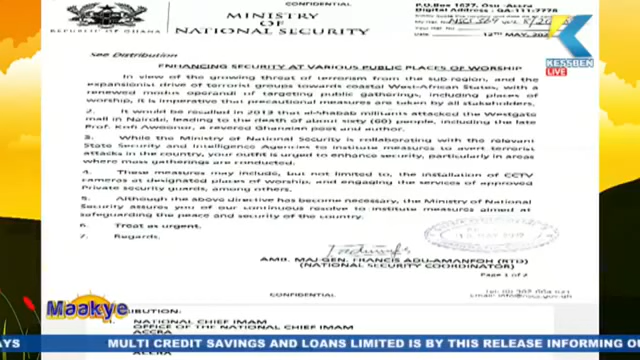 CONFIDENTIAL
REPUBLIC OF GHANA
MINISTRY
OF
NATIONAL SECURITY
P.O.Box 1627, Osu - Accra
Digital Address : GA-111-7778
Date
12TH MAY, 20
KESSBEN
LIVE
See Distribution
ENHANCING SECURITY AT VARIOUS PUBLIC PLACES OF WORSHIP
In view of the growing threat of terrorism from the sub-region, and the
expansionist drive of terrorist groups towards coastal West-African States, with a
renewed modus operandi of targeting public gatherings, including places of
worship, it is imperative that precautionary measures are taken by all stakeholders.
2. It would be recalled in 2013 that al-shabab militants attacked the Westgate
mall in Nairobi, leading to the death of about sixty (60) people, including the late
Prof. Kofi Awoonor, a revered Ghanaian poet and author.
3. While the Ministry of National Security is collaborating with the relevant
State Security and Intelligence Agencies to institute measures to avert terrorist
attacks in the country, your outfit is urged to enhance security, particularly in areas
where mass gatherings are conducted.
4. These measures may include, but not limited to, the installation of CCTV
cameras at designated places of worship, and engaging the services of approved
Private security guards, among others.
5. Although the above directive has become necessary, the Ministry of National
Security assures you of our continuous resolve to institute measures aimed at
safeguarding the peace and security of the country.
6. Treat as urgent.
7. Regards.
AMB. MAJ-GEN. FRANCIS ADU-AMANFOH (RTD)
(NATIONAL SECURITY COORDINATOR)
Page 1 of 2
CONFIDENTIAL
Maakye
IBUTION:
NATIONAL CHIEF IMAM
OFFICE OF THE NATIONAL CHIEF IMAM
ACCRA
AYS MULTI CREDIT SAVINGS AND LOANS LIMITED IS BY THIS RELEASE INFORMING O
ACCRA